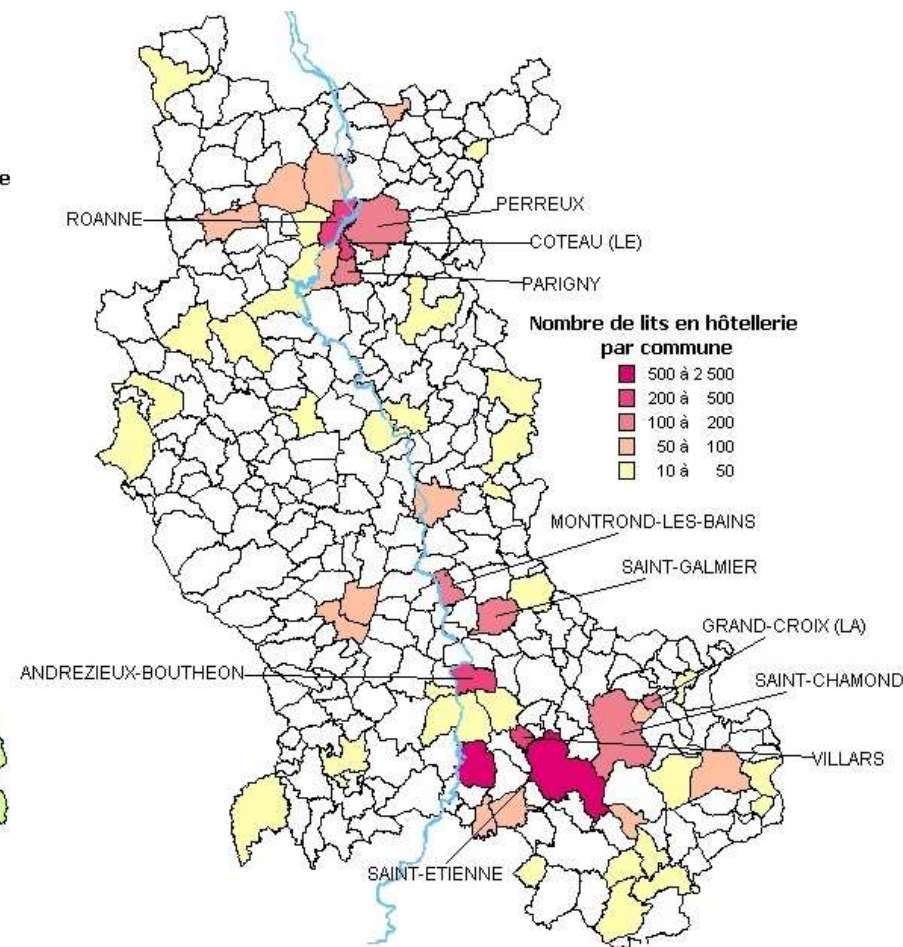 e
ROANNE
PERREUX
COTEAU (LE)
PARIGNY
Nombre de lits en hôtellerie
par commune
500 à 2 500
200 à 500
100 à 200
50 à 100
10 à 50
MONTROND-LES-BAINS
SAINT-GALMIER
GRAND-CROIX (LA)
ANDREZIEUX-BOUTHEON
SAINT-CHAMOND
VILLARS
SAINT-ETIENNE